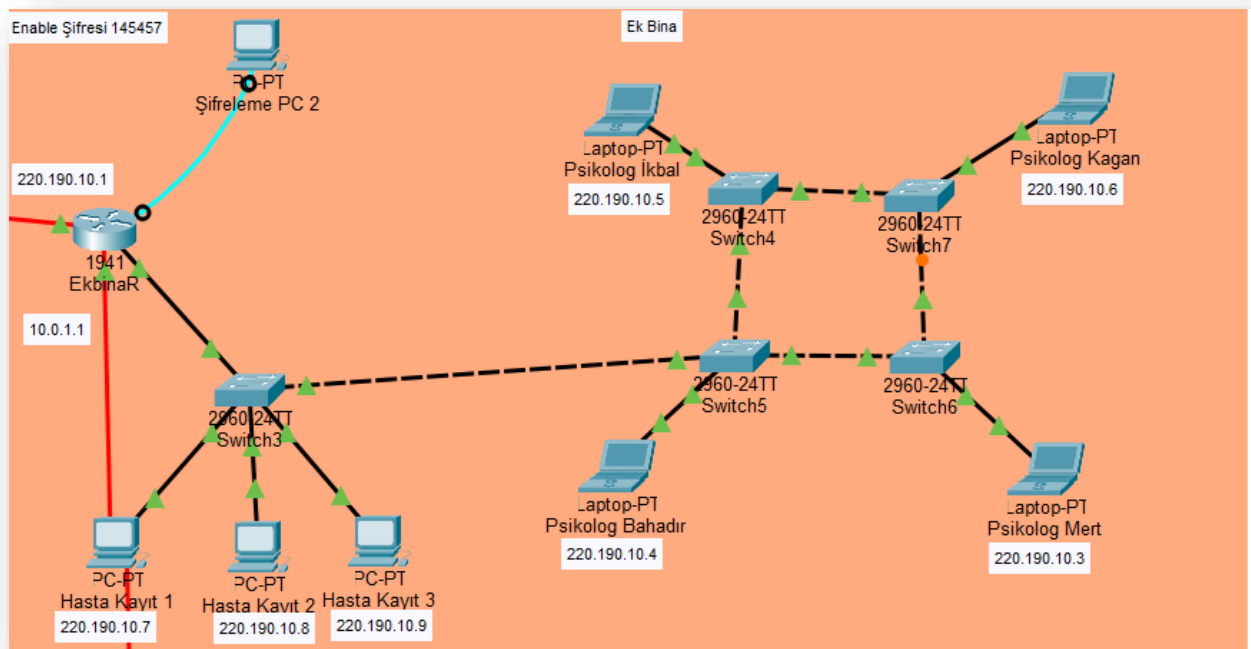 Enable Şifresi 145457
Ek Bina
PC-PT
Şifreleme PC 2
Laptop-PT
Psikolog İkbal
220.190.10.5
Laptop-PT
Psikolog Kagan
220.190.10.6
220.190.10.1
2960-24TT
Switch4
2960-24TT
Switch7
1941
EkbinaR
10.0.1.1
2960-24TT
Switch3
2960-24TT
Switch5
2960-24TT
Switch6
Laptop-PT
Psikolog Bahadır
220.190.10.4
Laptop-PT
Psikolog Mert
220.190.10.3
PC-PT
Hasta Kayıt 1
220.190.10.7
PC-PT
Hasta Kayıt 2
220.190.10.8
PC-PT
Hasta Kayıt 3
220.190.10.9